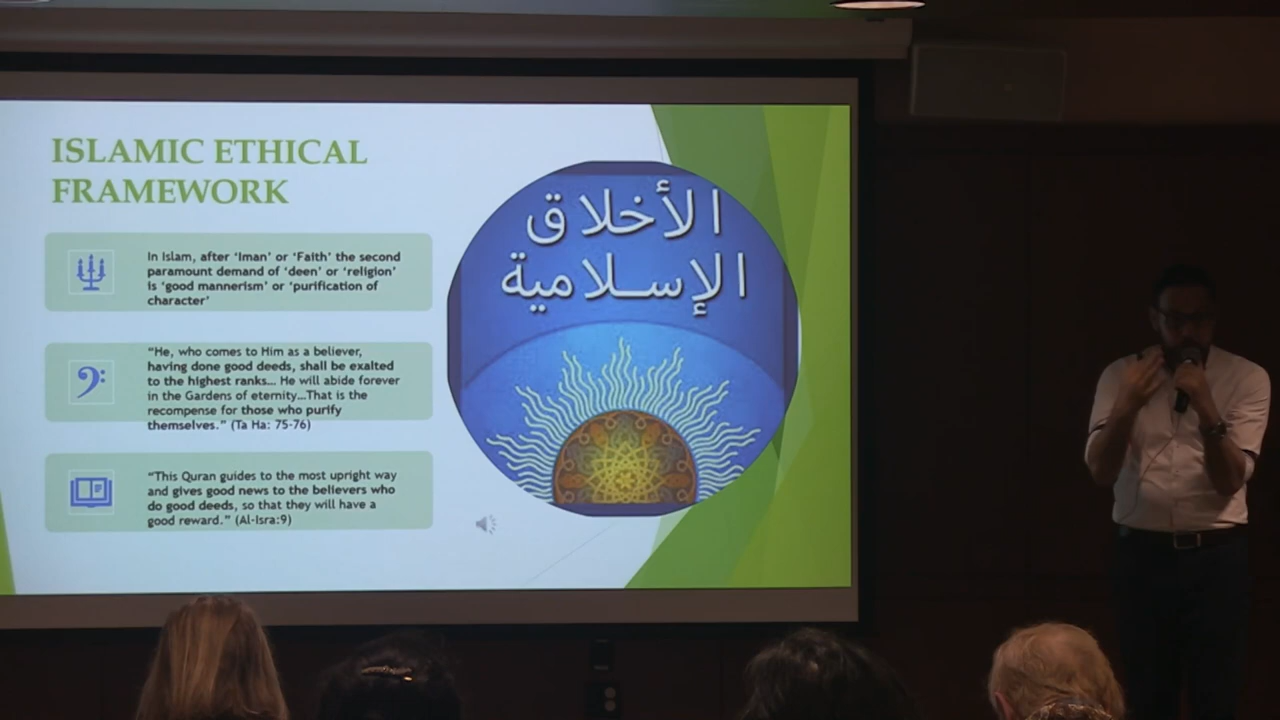 ISLAMIC ETHICAL
FRAMEWORK
In Islam, after ‘Iman’ or ‘Faith’ the second
paramount demand of ‘deen’ or ‘religion’
is ‘good mannerism’ or ‘purification of
character’
“He, who comes to Him as a believer,
having done good deeds, shall be exalted
to the highest ranks... He will abide forever
in the Gardens of eternity...That is the
recompense for those who purify
themselves.” (Ta Ha: 75-76)
“This Quran guides to the most upright way
and gives good news to the believers who
do good deeds, so that they will have a
good reward.” (Al-Isra:9)
الأخلاق
الإسـلامية